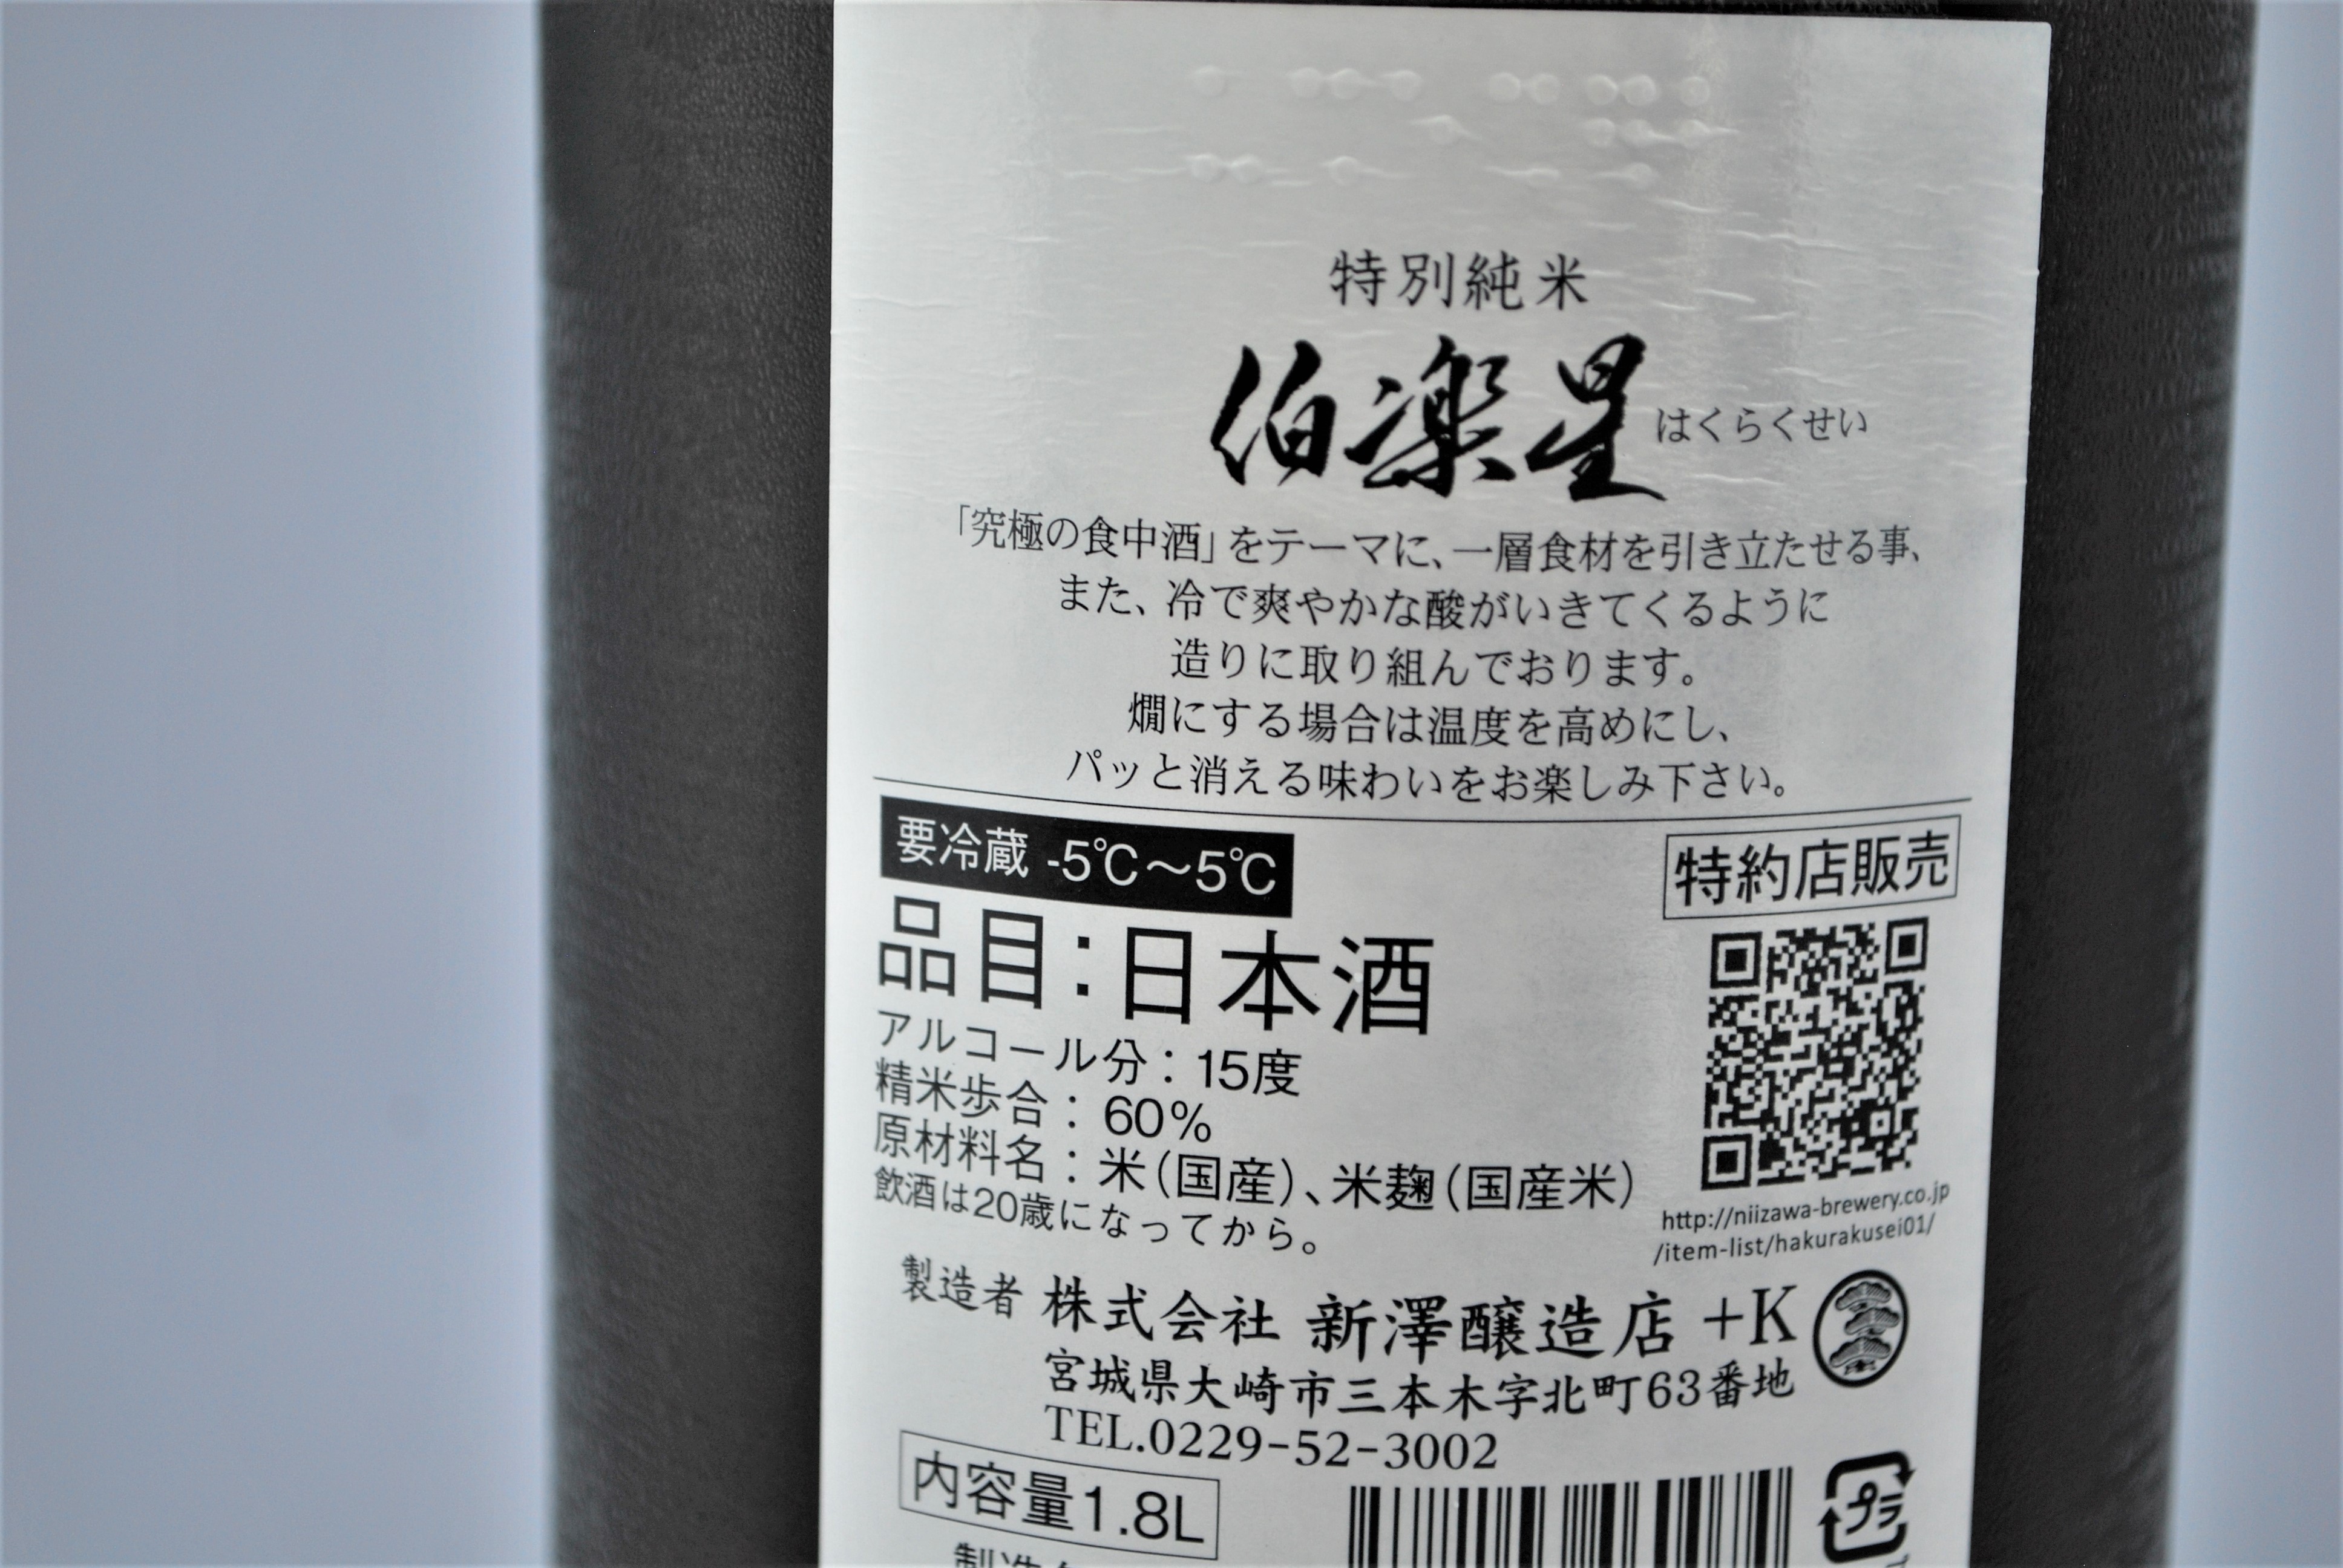 特別純米
伯楽星 はくらくせい
「究極の食中酒」をテーマに、一層食材を引き立たせる事、
また、冷で爽やかな酸がいきてくるように
造りに取り組んでおります。
燗にする場合は温度を高めにし、
パッと消える味わいをお楽しみ下さい。
要冷蔵 -5℃～5℃
特約店販売
品目：日本酒
アルコール分：15度
精米歩合：60%
原材料名：米（国産）、米麹（国産米）
飲酒は20歳になってから。
http://niizawa-brewery.co.jp
/item-list/hakurakusei01/
製造者 株式会社 新澤醸造店 +K
宮城県大崎市三本木字北町63番地
TEL.0229-52-3002
内容量1.8L
プラ